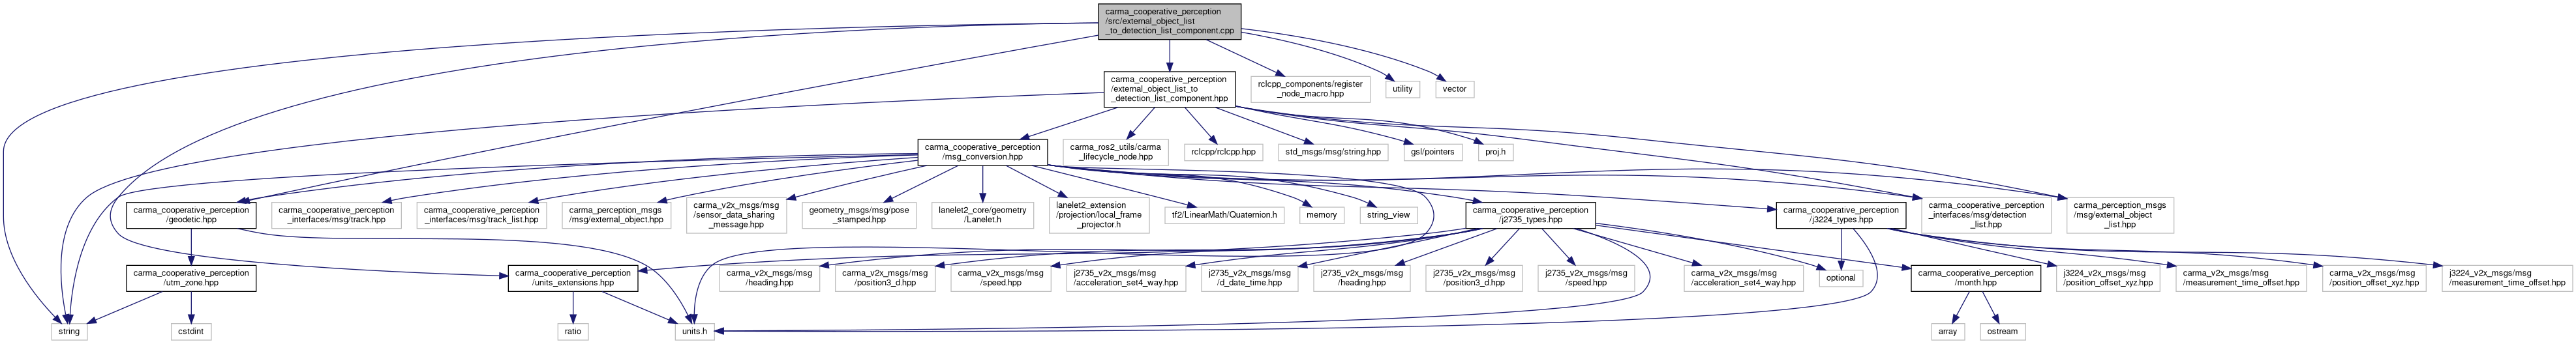 carma_cooperative_perception
/src/external_object_list
_to_detection_list_component.cpp
carma_cooperative_perception
/external_object_list_to
_detection_list_component.hpp
rclcpp_components/register
_node_macro.hpp
utility
vector
carma_cooperative_perception
/msg_conversion.hpp
carma_ros2_utils/carma
_lifecycle_node.hpp
rclcpp/rclcpp.hpp
std_msgs/msg/string.hpp
gsl/pointers
proj.h
carma_cooperative_perception
/geodetic.hpp
carma_cooperative_perception
_interfaces/msg/track.hpp
carma_cooperative_perception
_interfaces/msg/track_list.hpp
carma_perception_msgs
/msg/external_object.hpp
carma_v2x_msgs/msg
/sensor_data_sharing
_message.hpp
geometry_msgs/msg/pose
_stamped.hpp
lanelet2_core/geometry
/Lanelet.h
lanelet2_extension
/projection/local_frame
_projector.h
tf2/LinearMath/Quaternion.h
memory
string_view
carma_cooperative_perception
/j2735_types.hpp
carma_cooperative_perception
/j3224_types.hpp
carma_cooperative_perception
_interfaces/msg/detection
_list.hpp
carma_perception_msgs
/msg/external_object
_list.hpp
carma_cooperative_perception
/utm_zone.hpp
carma_cooperative_perception
/units_extensions.hpp
carma_v2x_msgs/msg
/heading.hpp
carma_v2x_msgs/msg
/position3_d.hpp
carma_v2x_msgs/msg
/speed.hpp
j2735_v2x_msgs/msg
/acceleration_set4_way.hpp
j2735_v2x_msgs/msg
/d_date_time.hpp
j2735_v2x_msgs/msg
/heading.hpp
j2735_v2x_msgs/msg
/position3_d.hpp
j2735_v2x_msgs/msg
/speed.hpp
carma_v2x_msgs/msg
/acceleration_set4_way.hpp
optional
carma_cooperative_perception
/month.hpp
j3224_v2x_msgs/msg
/position_offset_xyz.hpp
carma_v2x_msgs/msg
/measurement_time_offset.hpp
carma_v2x_msgs/msg
/position_offset_xyz.hpp
j3224_v2x_msgs/msg
/measurement_time_offset.hpp
string
cstdint
ratio
units.h
array
ostream